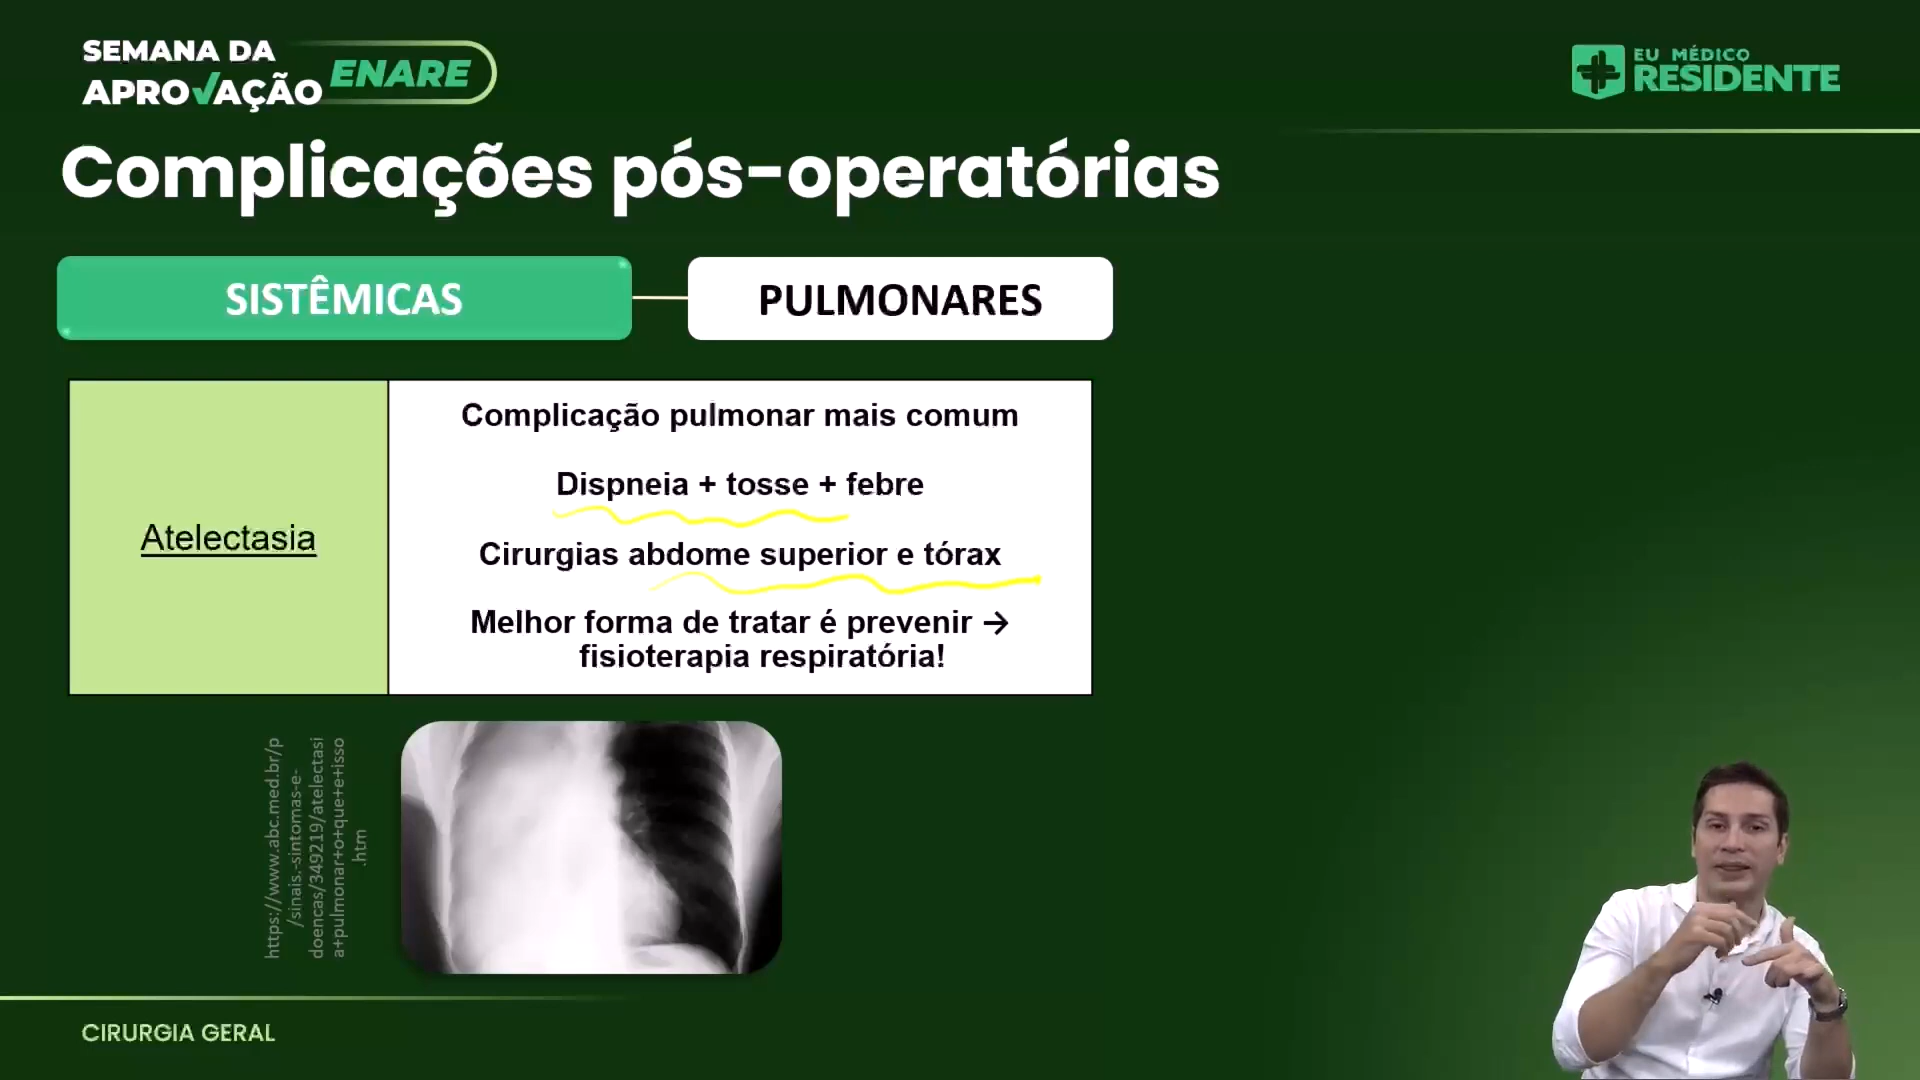 SEMANA DA
APROVAÇÃO ENARE
EU MÉDICO
RESIDENTE
Complicações pós-operatórias
SISTÊMICAS
PULMONARES
Atelectasia
Complicação pulmonar mais comum
Dispneia + tosse + febre
Cirurgias abdome superior e tórax
Melhor forma de tratar é prevenir →
fisioterapia respiratória!
https://www.abc.med.br/p
/sinais.-sintomas-e-
doencas/349219/atelectasi
a+pulmonar+o+que+e+isso
.htm
CIRURGIA GERAL